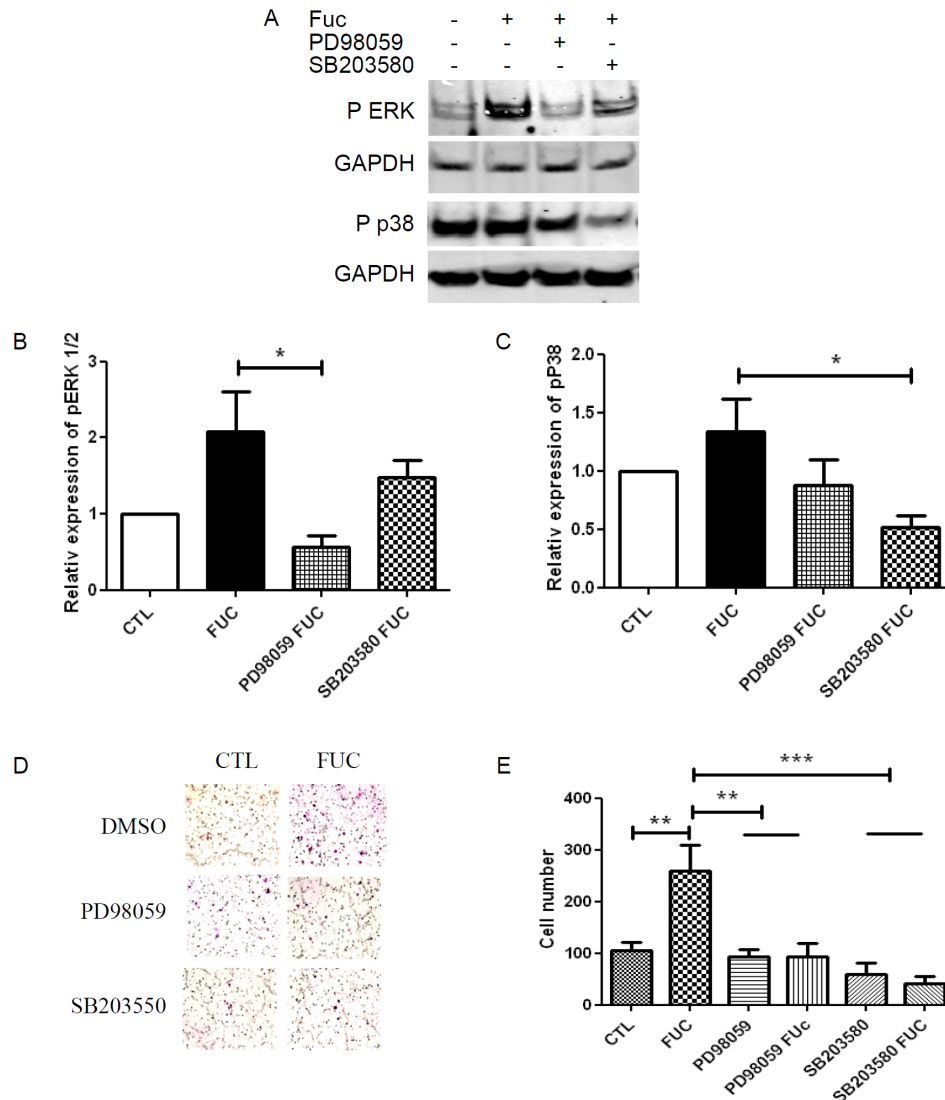 A
Fuc - + + +
PD98059 - - +
SB203580 - - +
P ERK
GAPDH
P p38
GAPDH
B
Relativ expression of pERK 1/2
3
2
1
0
*
CTL
FUC
PD98059 FUC
SB203580 FUC
C
Relativ expression of pP38
2.0
1.5
1.0
0.5
0.0
*
CTL
FUC
PD98059 FUC
SB203580 FUC
D
CTL FUC
DMSO
PD98059
SB203550
E
Cell number
400
300
200
100
0
**
**
***
CTL
FUC
PD98059
PD98059 FUc
SB203580
SB203580 FUC